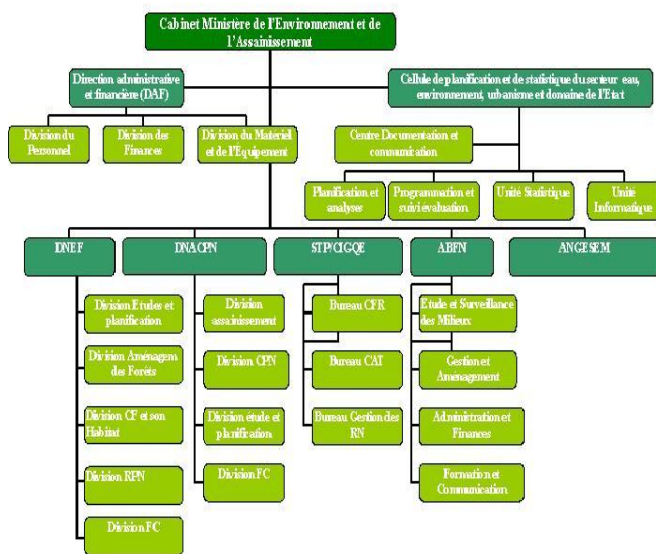 Cabinet Ministère de l'Environnement et de
l'Assainissement
Direction administrative
et financière (DAF)
Cellule de planification et de statistique du secteur eau,
environnement, urbanisme et domaine de l'Etat
Division du
Personnel
Division des
Finances
Division du Materiel
et de l'Equipement
Centre Documentation et
communication
Planification et
analyses
Programmation et
suivi évaluation
Unité Statistique
Unité
Informatique
DNEF
DNACPN
STP/CIGQE
ABFN
ANGESEM
Division Etudes et
planification
Division Aménagem.
des Forêts
Division CF et son
Habitat
Division RPN
Division FC
Division
assainissement
Division CPN
Division étude et
planification
Division FC
Bureau CFR
Bureau CAT
Bureau Gestion des
RN
Etude et Surveillance
des Milieux
Gestion et
Aménagement
Administration et
Finances
Formation et
Communication